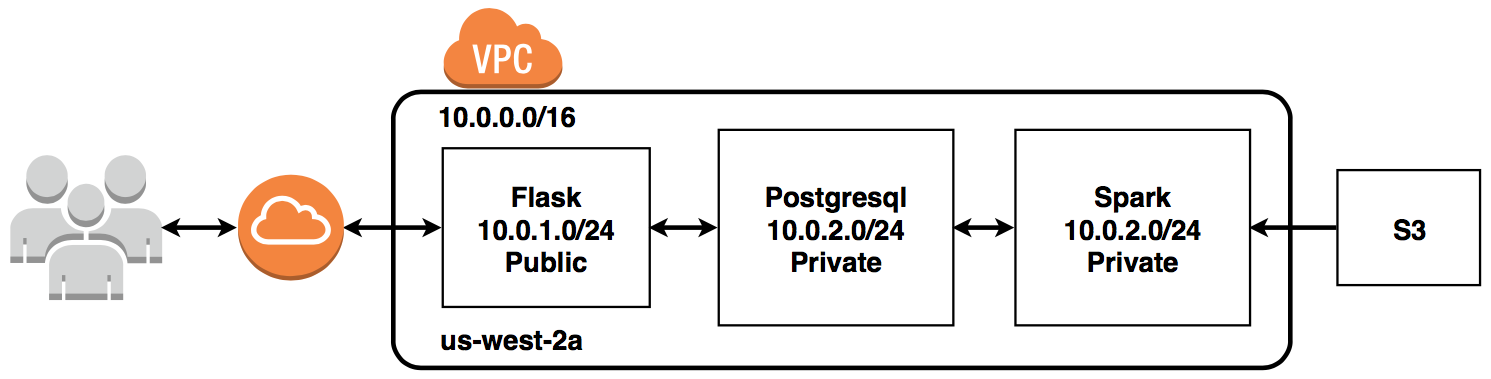 VPC
10.0.0.0/16
Flask
10.0.1.0/24
Public
Postgresql
10.0.2.0/24
Private
Spark
10.0.2.0/24
Private
S3
us-west-2a